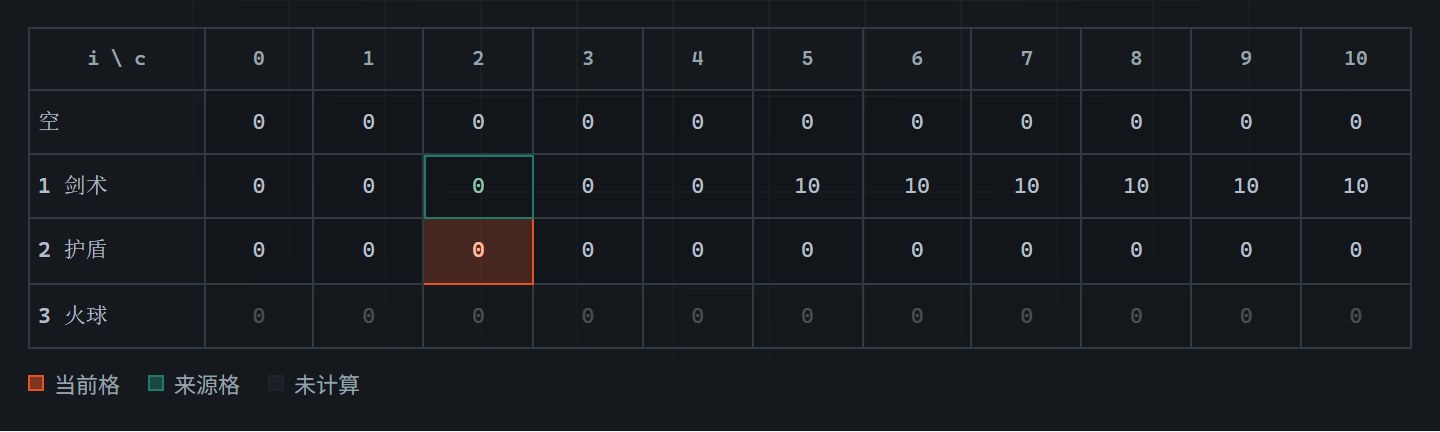 i \ c 0 1 2 3 4 5 6 7 8 9 10
空 0 0 0 0 0 0 0 0 0 0 0
1 剑术 0 0 0 0 0 10 10 10 10 10 10
2 护盾 0 0 0 0 0 0 0 0 0 0 0
3 火球 0 0 0 0 0 0 0 0 0 0 0
当前格 来源格 未计算